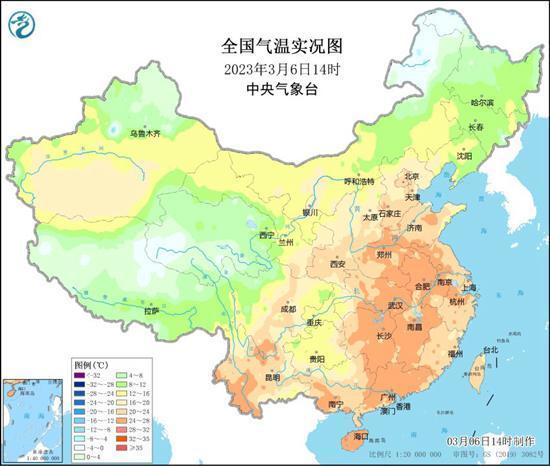 全国气温实况图
2023年3月6日14时
中央气象台
哈尔滨
长春
沈阳
乌鲁木齐
呼和浩特
北京
天津
石家庄
太原
银川
济南
西宁
兰州
郑州
西安
合肥
南京
上海
武汉
杭州
拉萨
成都
重庆
南昌
长沙
贵阳
福州
台北
昆明
广州
南宁
香港
澳门
海口
图例(℃)
<-32
-32~-28
-28~-24
-24~-20
-20~-16
-16~-12
-12~-8
-8~-4
-4~0
0~4
4~8
8~12
12~16
16~20
20~24
24~28
28~32
32~35
≥35
南海诸岛
1:40 000 000
03月06日14时制作
比例尺 1:20 000 000 审图号: GS (2019) 3082号